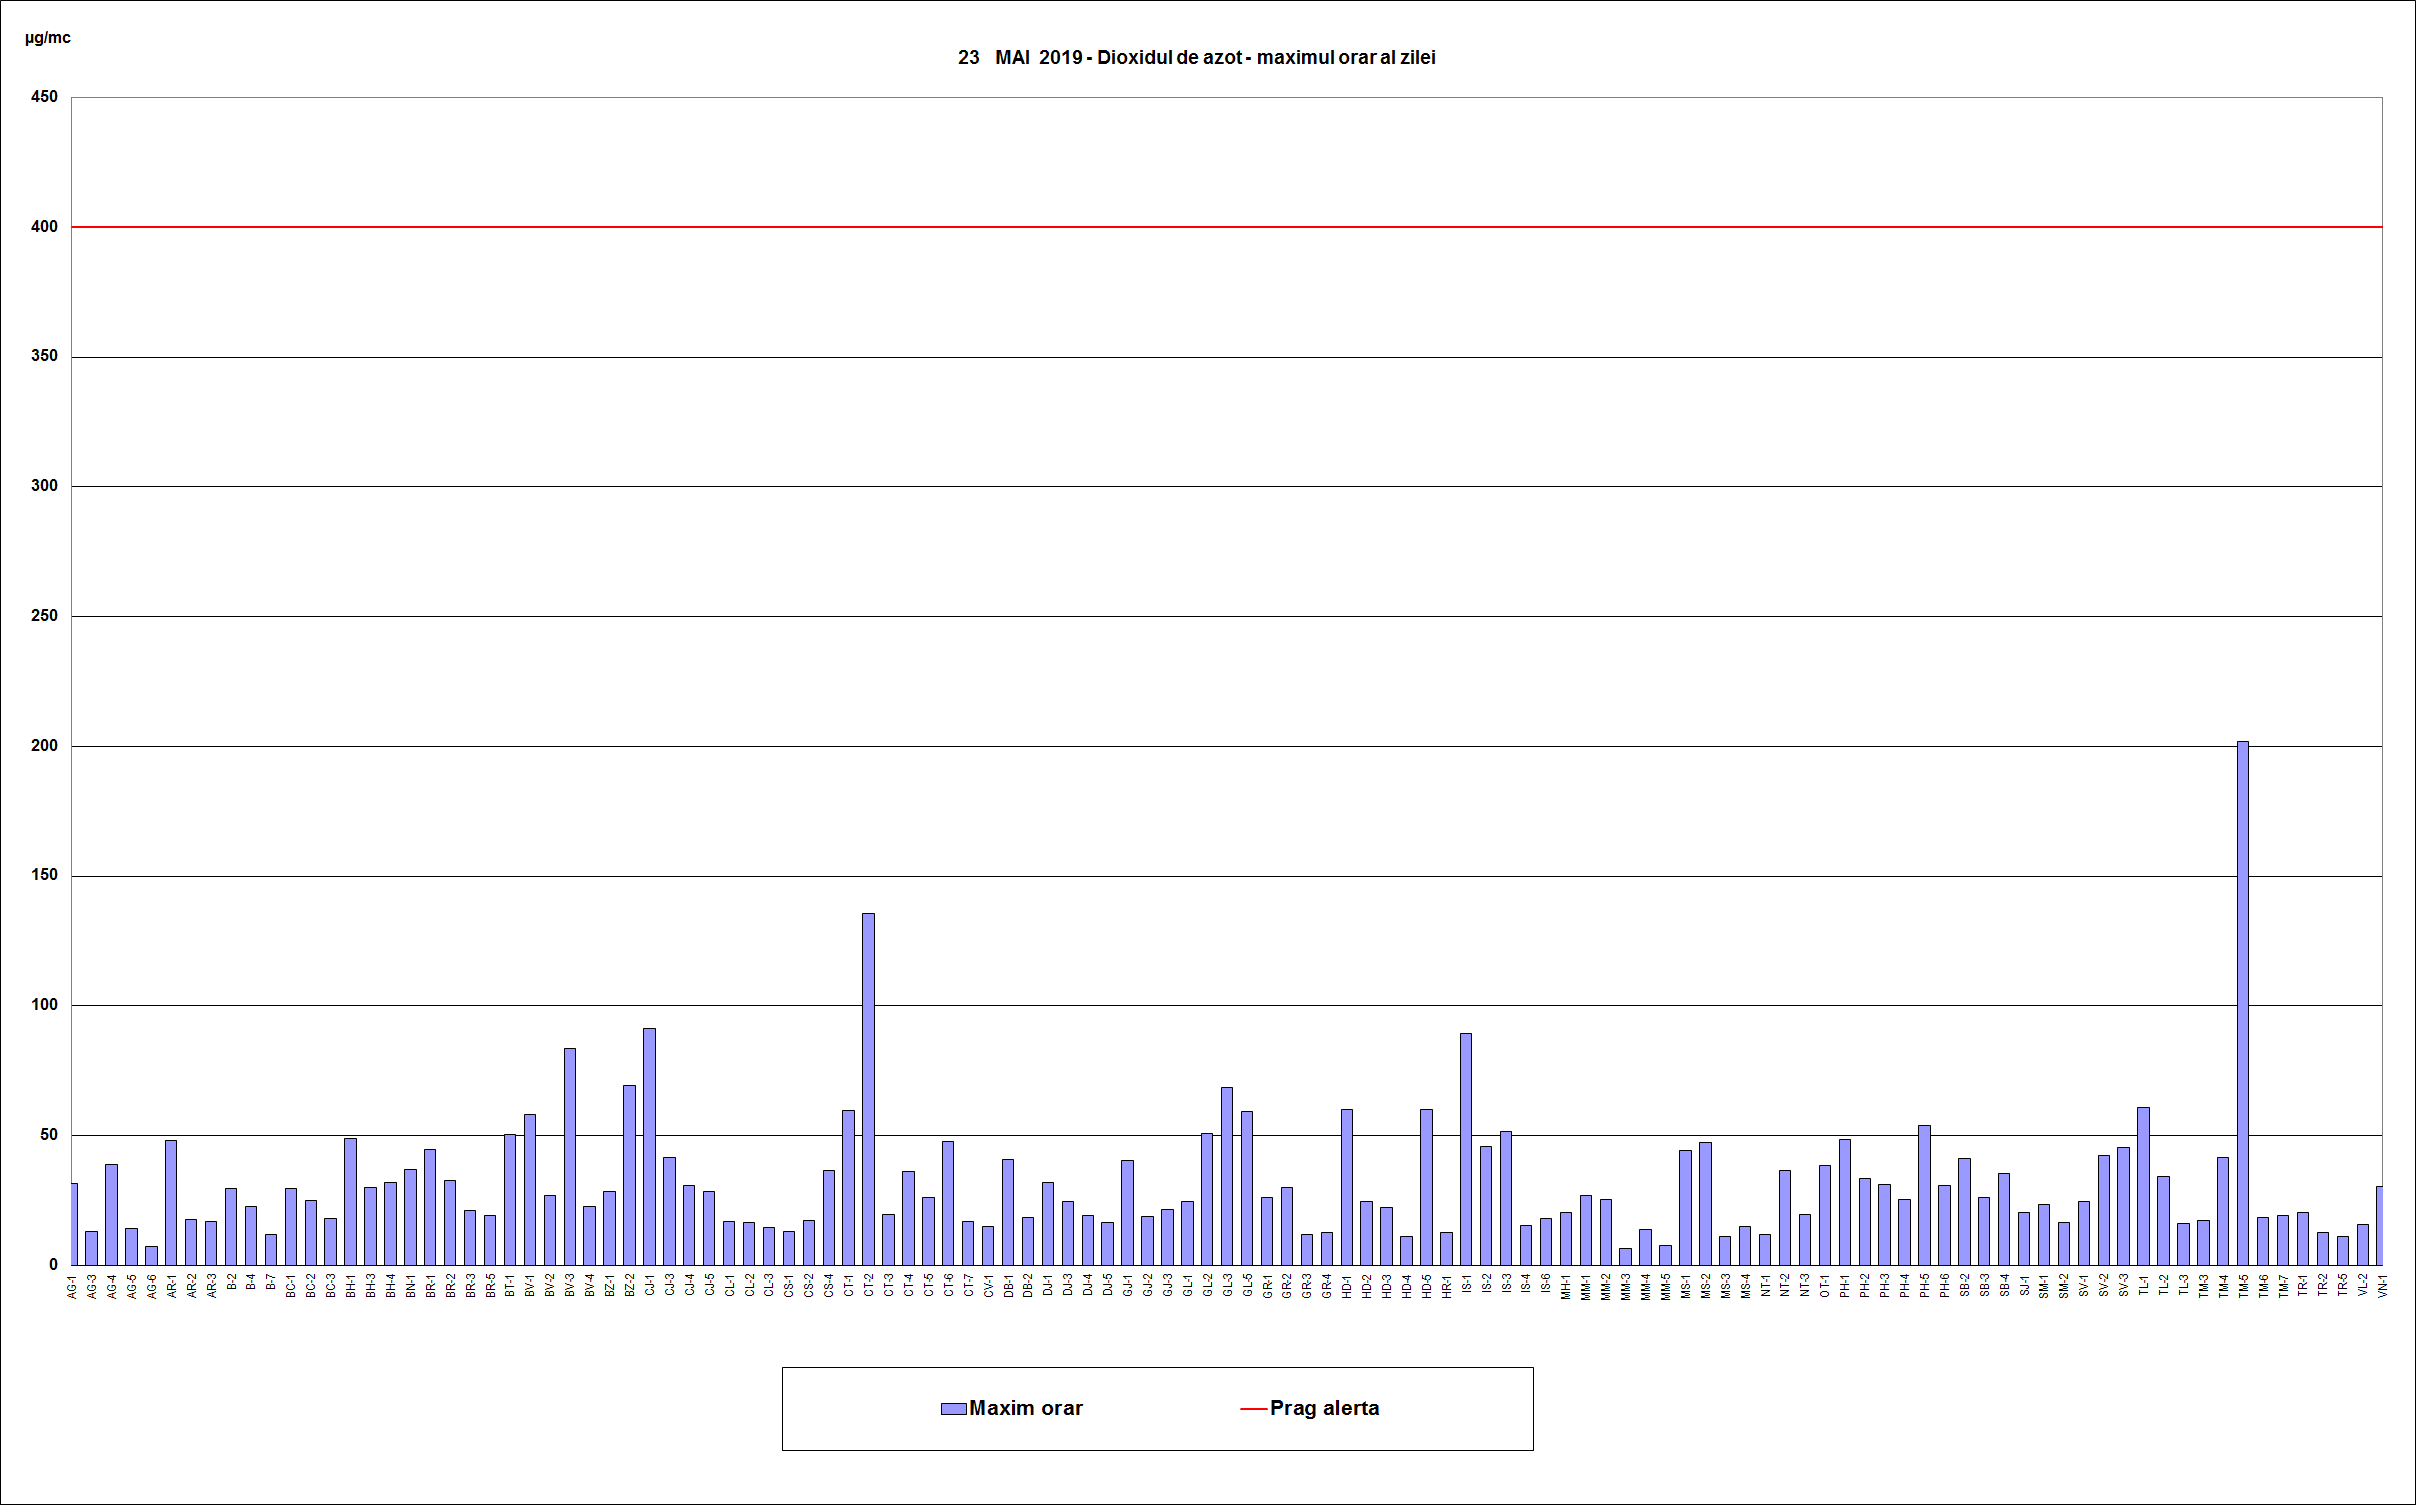 µg/mc
23 MAI 2019 - Dioxidul de azot - maximul orar al zilei
450
400
350
300
250
200
150
100
50
0
AG-1 AG-3 AG-4 AG-5 AG-6 AR-1 AR-2 AR-3 B-2 B-4 B-7 BC-1 BC-2 BC-3 BH-1 BH-3 BH-4 BN-1 BR-1 BR-2 BR-3 BR-5 BT-1 BV-1 BV-2 BV-3 BV-4 BZ-1 BZ-2 CJ-1 CJ-3 CJ-4 CJ-5 CL-1 CL-2 CL-3 CS-1 CS-2 CS-4 CT-1 CT-2 CT-3 CT-4 CT-5 CT-6 CT-7 CV-1 DB-1 DB-2 DJ-1 DJ-3 DJ-4 DJ-5 GJ-1 GJ-2 GJ-3 GL-1 GL-2 GL-3 GL-5 GR-1 GR-2 GR-3 GR-4 HD-1 HD-2 HD-3 HD-4 HD-5 HR-1 IS-1 IS-2 IS-3 IS-4 IS-6 MH-1 MM-1 MM-2 MM-3 MM-4 MM-5 MS-1 MS-2 MS-3 MS-4 NT-1 NT-2 NT-3 OT-1 PH-1 PH-2 PH-3 PH-4 PH-5 PH-6 SB-2 SB-3 SB-4 SJ-1 SM-1 SM-2 SV-1 SV-2 SV-3 TL-1 TL-2 TL-3 TM-3 TM-4 TM-5 TM-6 TM-7 TR-1 TR-2 TR-5 VL-2 VN-1
Maxim orar Prag alerta